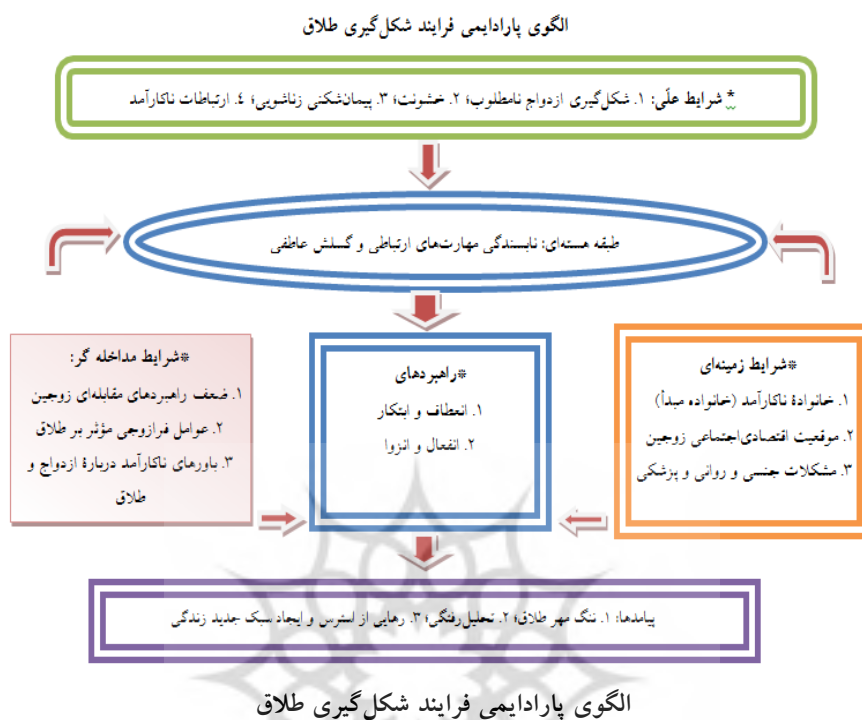 الگوی پارادایمی فرایند شکل‌گیری طلاق
* شرایط علّی: ۱. شکل‌گیری ازدواج نامطلوب؛ ۲. خشونت؛ ۳. پیمان‌شکنی زناشویی؛ ٤. ارتباطات ناکارآمد
طبقه هسته‌ای: نابسندگی مهارت‌های ارتباطی و گسلش عاطفی
*شرایط زمینه‌ای
۱. خانوادۀ ناکارآمد (خانواده مبدأ)
۲. موقعیت اقتصادی‌اجتماعی زوجین
۳. مشکلات جنسی و روانی و پزشکی
*راهبردهای
۱. انعطاف و ابتکار
۲. انفعال و انزوا
*شرایط مداخله گر:
۱. ضعف راهبردهای مقابله‌ای زوجین
۲. عوامل فرازوجی مؤثر بر طلاق
۳. باورهای ناکارآمد دربارۀ ازدواج و
طلاق
پیامدها: ۱. ننگ مهر طلاق؛ ۲. تحلیل‌رفتگی؛ ۳. رهایی از استرس و ایجاد سبک جدید زندگی
الگوی پارادایمی فرایند شکل‌گیری طلاق